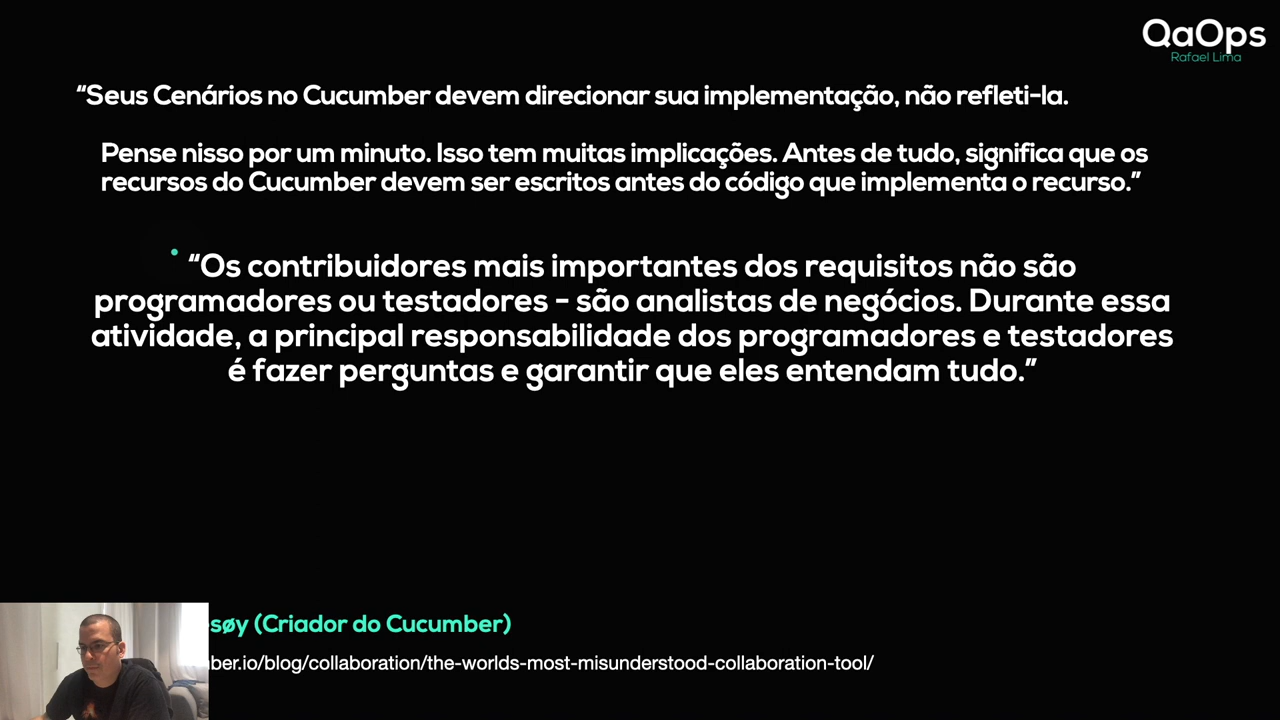 QaOps
Rafael Lima
“Seus Cenários no Cucumber devem direcionar sua implementação, não refleti-la.
Pense nisso por um minuto. Isso tem muitas implicações. Antes de tudo, significa que os
recursos do Cucumber devem ser escritos antes do código que implementa o recurso.”
• “Os contribuidores mais importantes dos requisitos não são
programadores ou testadores - são analistas de negócios. Durante essa
atividade, a principal responsabilidade dos programadores e testadores
é fazer perguntas e garantir que eles entendam tudo.”
søy (Criador do Cucumber)
ber.io/blog/collaboration/the-worlds-most-misunderstood-collaboration-tool/